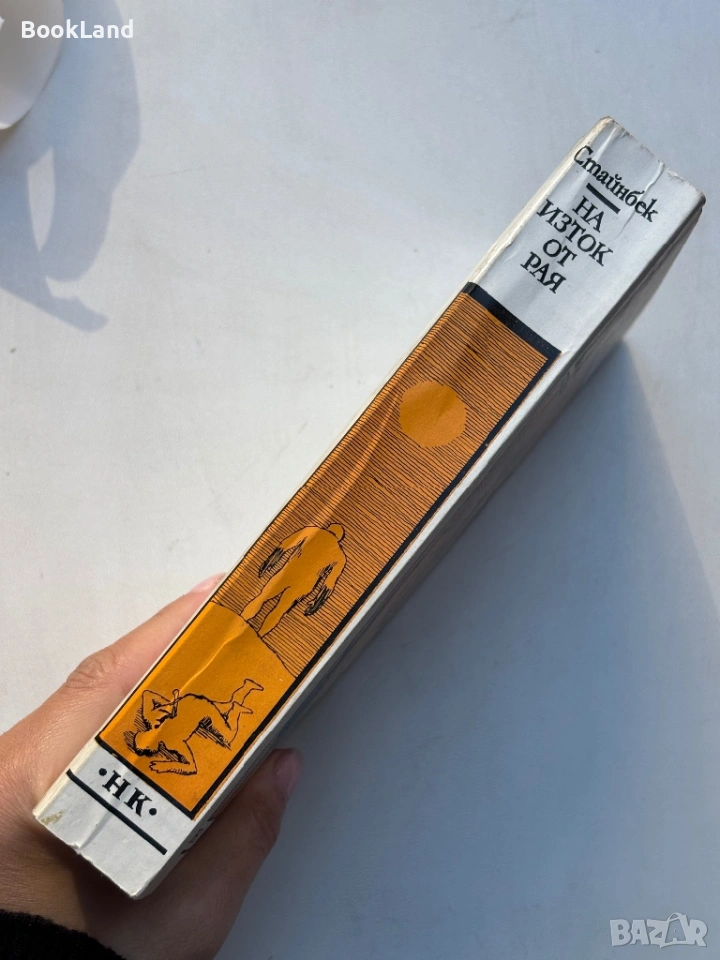 BookLand
Стайнбек
НА
ИЗТОК
ОТ
РАЯ
·НК·
BAZAR